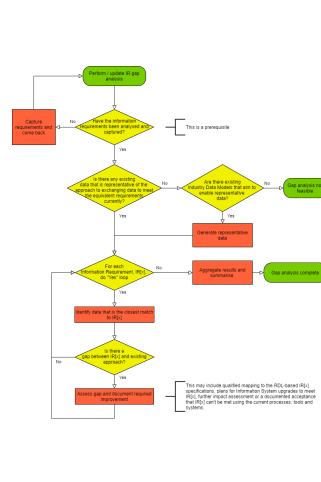 Perform / update IR gap
analysis
Capture
requirements and
come back
No
Have the information
requirements been analysed and
captured?
This is a prerequisite
Yes
Is there any existing
data that is representative of the
approach to exchanging data to meet
the equivalent requirements
currently?
No
Are there existing
Industry Data Models that aim to
enable representative
data?
No
Gap analysis no
feasible
Yes
Yes
Generate representative
data
For each
Information Requirement, IR[x],
do "Yes" loop
No
Aggregate results and
summarise
Gap analysis complete
Yes
Identify data that is the closest match
to IR[x]
Is there a
gap between IR[x] and existing
approach?
No
Yes
Assess gap and document required
improvement
This may include qualified mapping to the RDL-based IR[x]
specifications, plans for Information System upgrades to meet
IR[x], further impact assessment or a documented acceptance
that IR[x] can't be met using the current processes, tools and
systems.